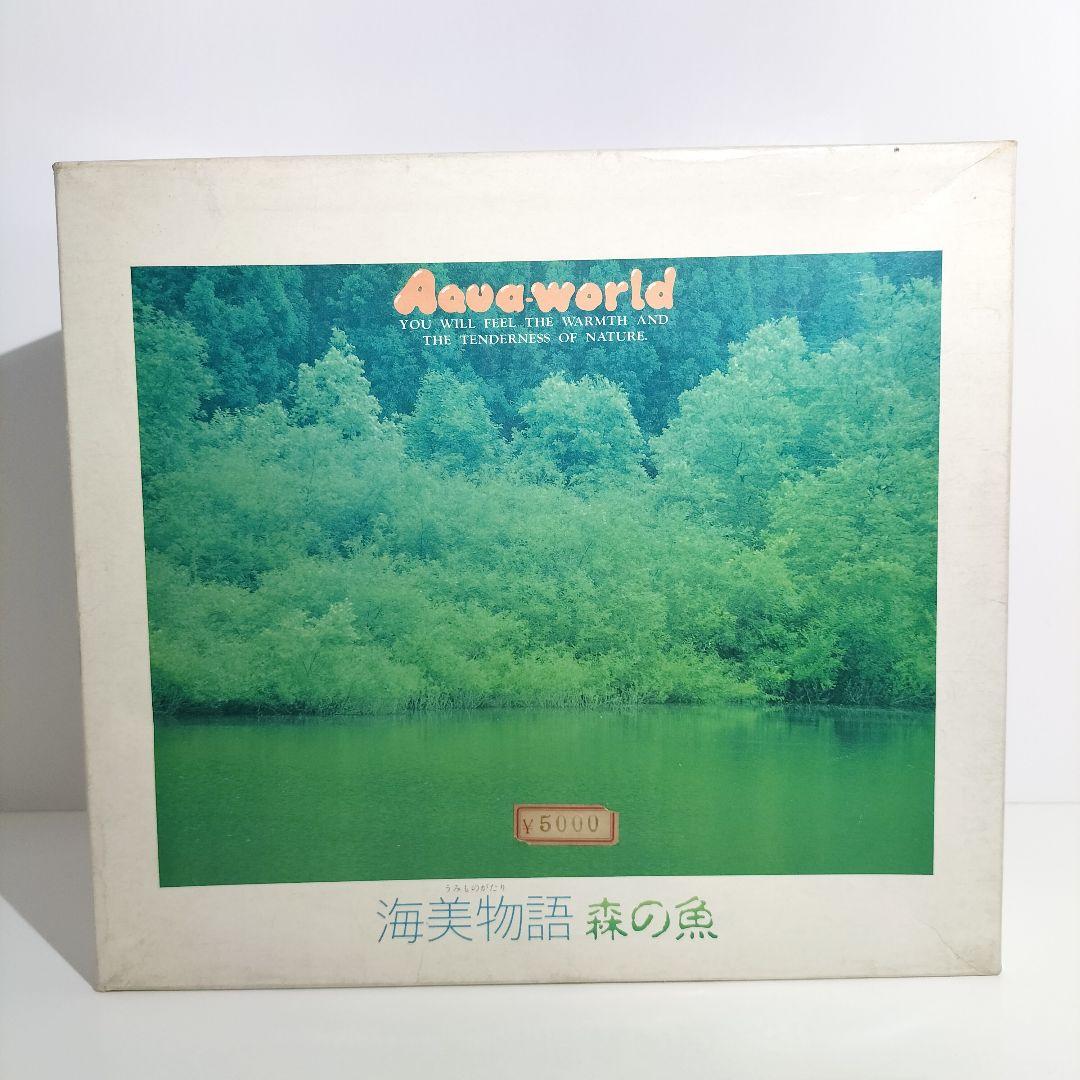 Aqua-world
YOU WILL FEEL THE WARMTH AND
THE TENDERNESS OF NATURE.
¥5000
うみものがたり
海美物語 森の魚